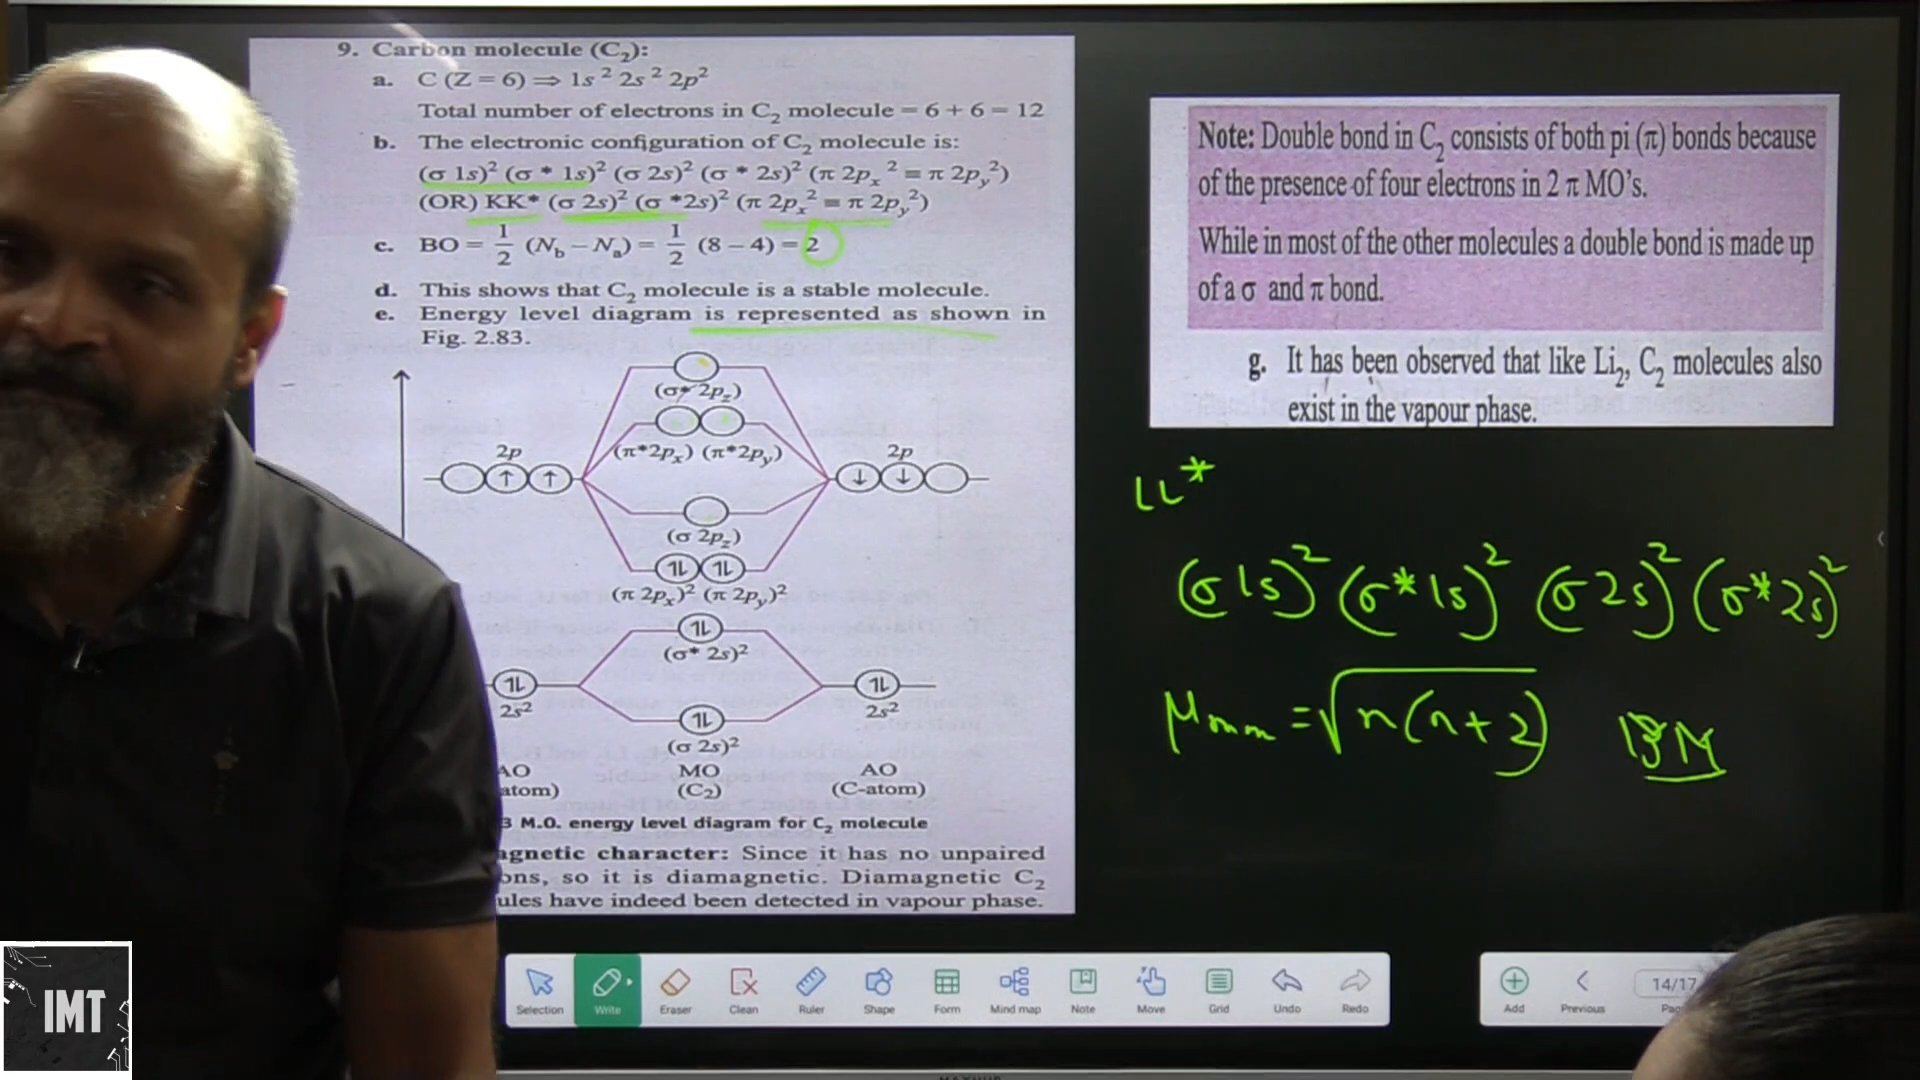 9. Carbon molecule (C₂):
a. C (Z = 6) ⇒ 1s² 2s² 2p²
Total number of electrons in C₂ molecule = 6 + 6 = 12
b. The electronic configuration of C₂ molecule is:
(σ 1s)² (σ * 1s)² (σ 2s)² (σ * 2s)² (π 2pₓ² = π 2p_y²)
(OR) KK* (σ 2s)² (σ *2s)² (π 2pₓ² = π 2p_y²)
c. BO = 1/2 (N_b − N_a) = 1/2 (8 − 4) = 2
d. This shows that C₂ molecule is a stable molecule.
e. Energy level diagram is represented as shown in
Fig. 2.83.
(σ* 2p_z)
(π*2pₓ) (π*2p_y)
2p 2p
↑ ↑ ↓ ↓
(σ 2p_z)
⥮ ⥮
(π 2pₓ)² (π 2p_y)²
⥮
(σ* 2s)²
⥮ ⥮
2s² 2s²
⥮
(σ 2s)²
AO MO AO
atom) (C₂) (C-atom)
3 M.O. energy level diagram for C₂ molecule
agnetic character: Since it has no unpaired
ons, so it is diamagnetic. Diamagnetic C₂
ules have indeed been detected in vapour phase.
Note: Double bond in C₂ consists of both pi (π) bonds because
of the presence of four electrons in 2 π MO's.
While in most of the other molecules a double bond is made up
of a σ and π bond.
g. It has been observed that like Li₂, C₂ molecules also
exist in the vapour phase.
LL*
(σ1s)² (σ*1s)² (σ2s)² (σ*2s)²
μₘₘ = √n(n+2) BM
Selection Write Eraser Clean Ruler Shape Form Mind map Note Move Grid Undo Redo
Add Previous 14/17
IMT